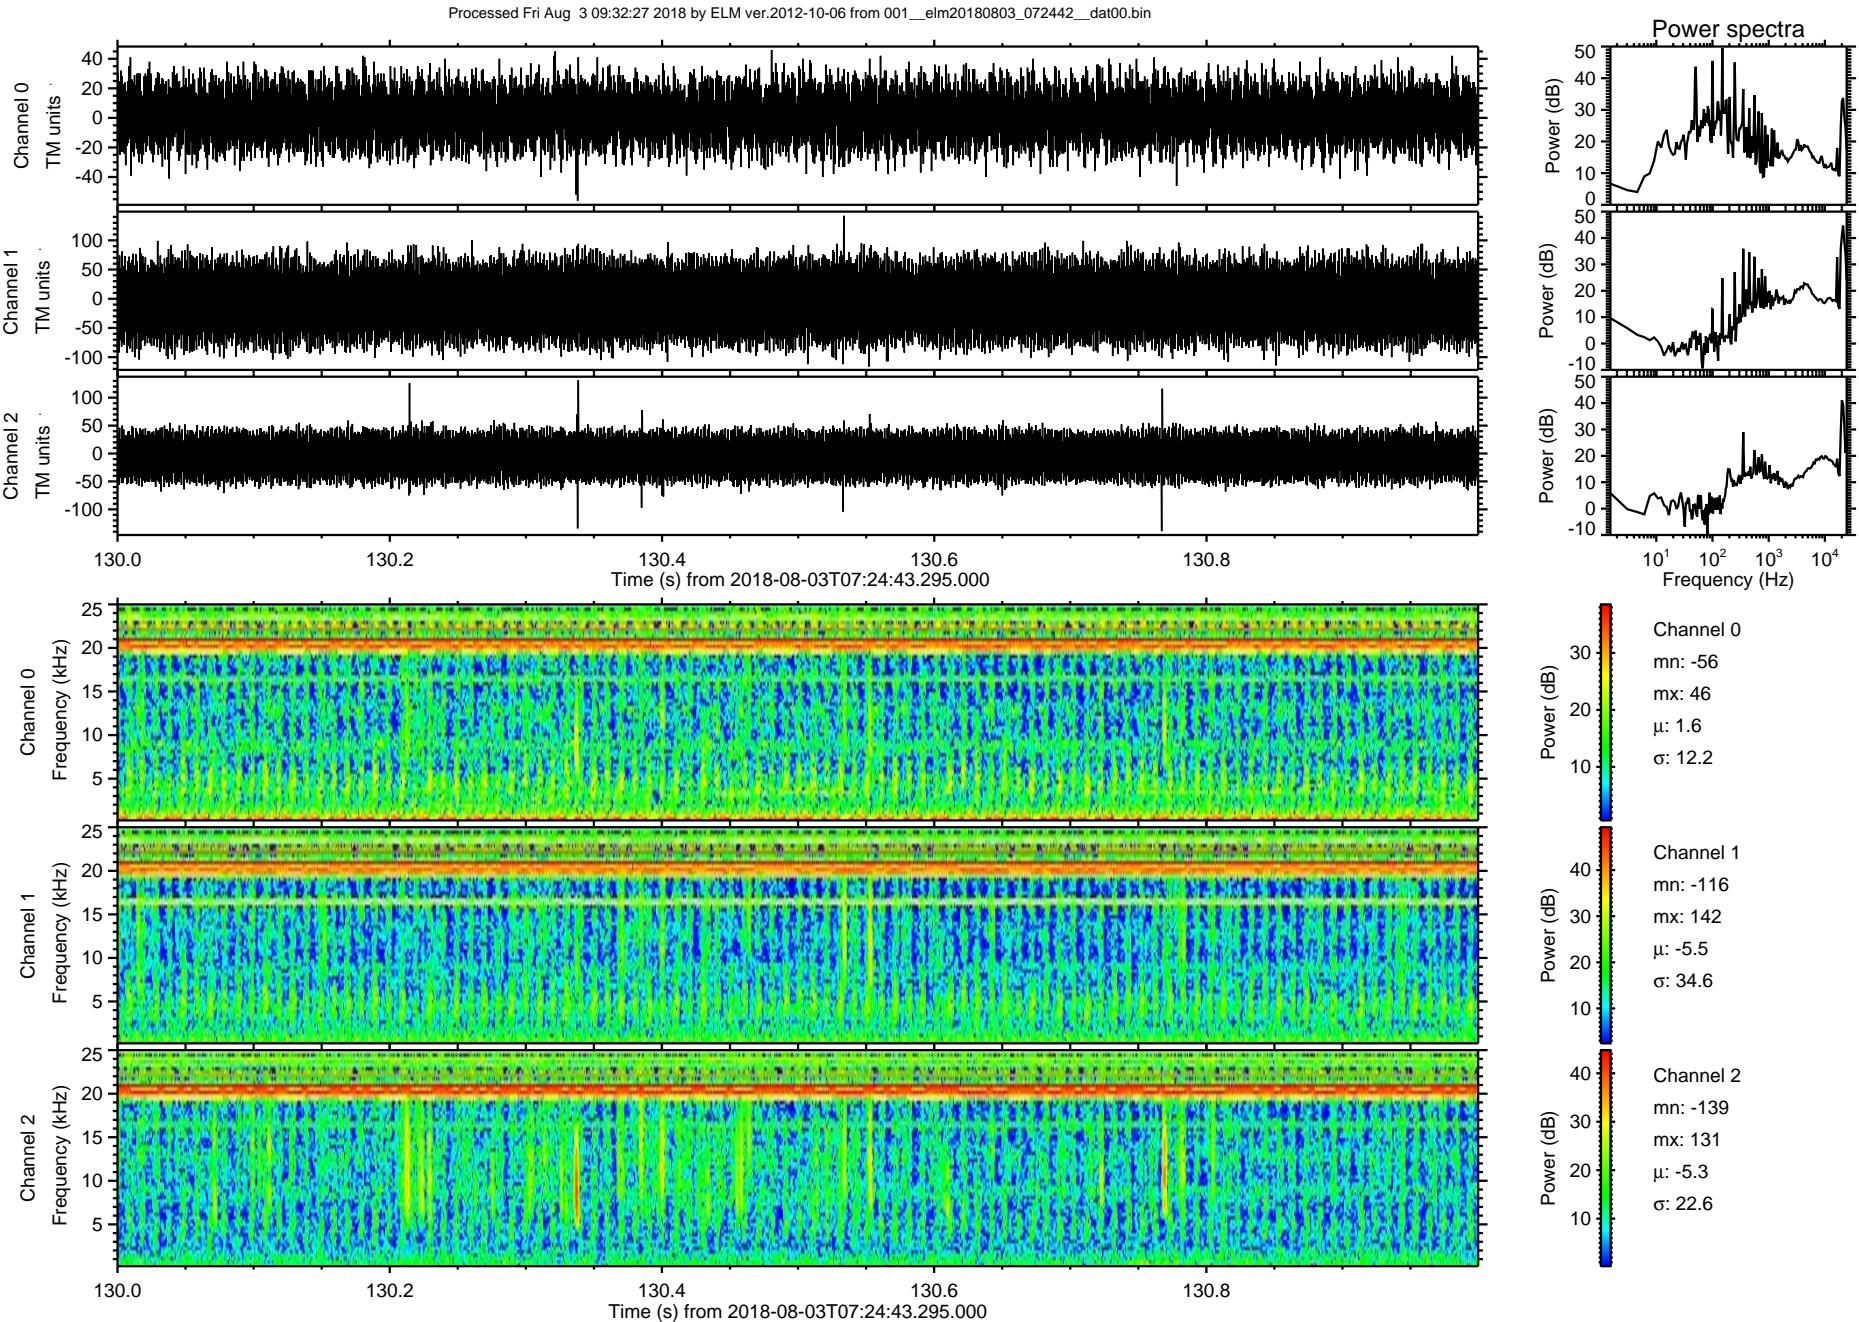 Processed Fri Aug 3 09:32:27 2018 by ELM ver.2012-10-06 from 001__elm20180803_072442__dat00.bin
Power spectra
Channel 0
TM units
40
20
0
-20
-40
Power (dB)
50
40
30
20
10
0
Channel 1
TM units
100
50
0
-50
-100
Power (dB)
50
40
30
20
10
0
-10
Channel 2
TM units
100
50
0
-50
-100
Power (dB)
50
40
30
20
10
0
-10
130.0 130.2 130.4 130.6 130.8
Time (s) from 2018-08-03T07:24:43.295.000
10^1 10^2 10^3 10^4
Frequency (Hz)
Channel 0
Frequency (kHz)
25
20
15
10
5
Power (dB)
30
20
10
Channel 0
mn: -56
mx: 46
μ: 1.6
σ: 12.2
Channel 1
Frequency (kHz)
25
20
15
10
5
Power (dB)
40
30
20
10
Channel 1
mn: -116
mx: 142
μ: -5.5
σ: 34.6
Channel 2
Frequency (kHz)
25
20
15
10
5
Power (dB)
40
30
20
10
Channel 2
mn: -139
mx: 131
μ: -5.3
σ: 22.6
130.0 130.2 130.4 130.6 130.8
Time (s) from 2018-08-03T07:24:43.295.000